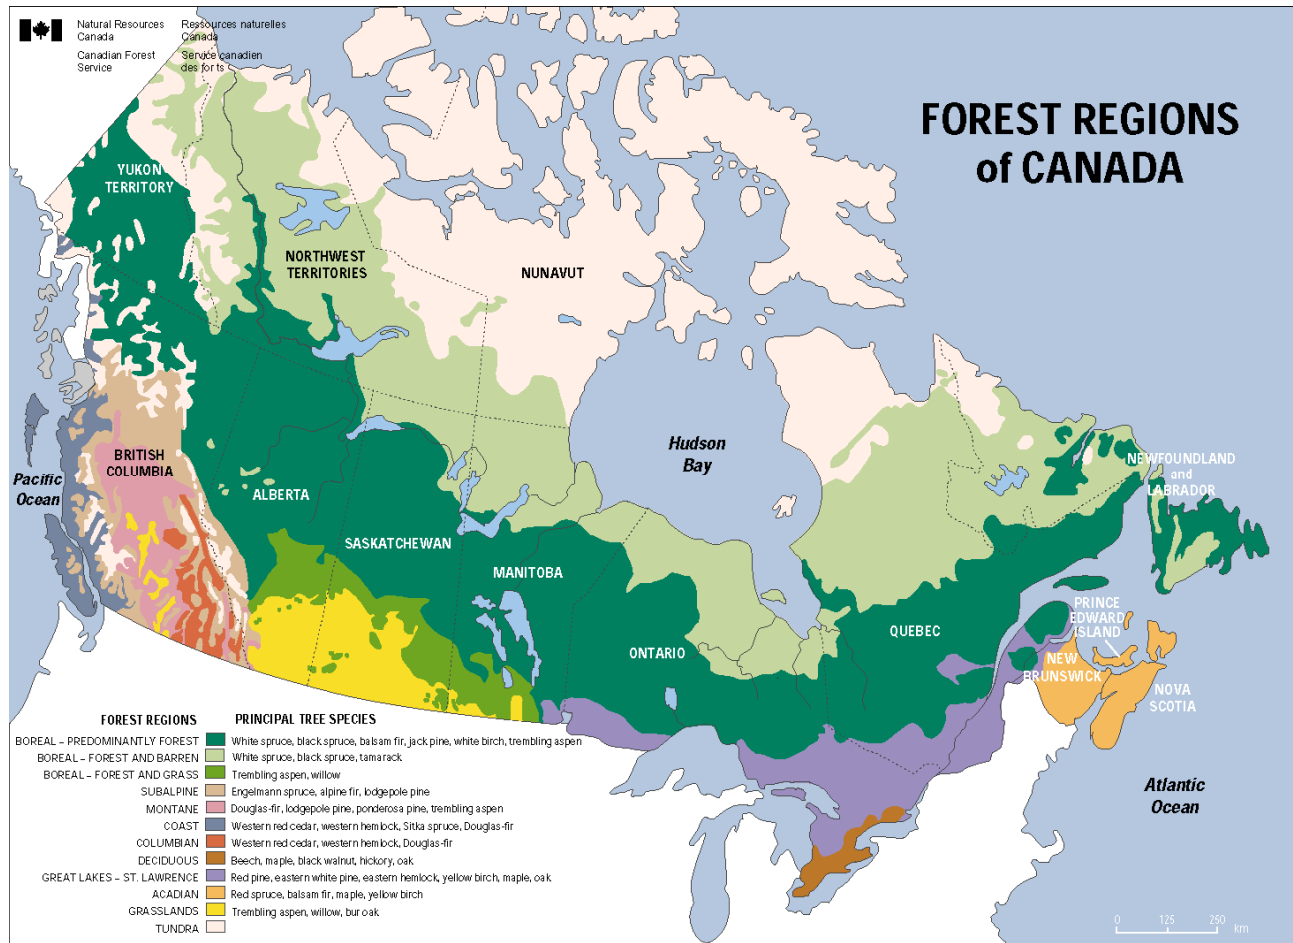 Natural Resources Ressources naturelles
Canada Canada
Canadian Forest Service canadien
Service des for ts
FOREST REGIONS
of CANADA
YUKON
TERRITORY
NORTHWEST
TERRITORIES
NUNAVUT
Hudson
Bay
BRITISH
COLUMBIA
Pacific
Ocean
ALBERTA
SASKATCHEWAN
MANITOBA
ONTARIO
QUEBEC
NEWFOUNDLAND
and
LABRADOR
PRINCE
EDWARD
ISLAND
NEW
BRUNSWICK
NOVA
SCOTIA
Atlantic
Ocean
FOREST REGIONS PRINCIPAL TREE SPECIES
BOREAL – PREDOMINANTLY FOREST White spruce, black spruce, balsam fir, jack pine, white birch, trembling aspen
BOREAL – FOREST AND BARREN White spruce, black spruce, tamarack
BOREAL – FOREST AND GRASS Trembling aspen, willow
SUBALPINE Engelmann spruce, alpine fir, lodgepole pine
MONTANE Douglas-fir, lodgepole pine, ponderosa pine, trembling aspen
COAST Western red cedar, western hemlock, Sitka spruce, Douglas-fir
COLUMBIAN Western red cedar, western hemlock, Douglas-fir
DECIDUOUS Beech, maple, black walnut, hickory, oak
GREAT LAKES – ST. LAWRENCE Red pine, eastern white pine, eastern hemlock, yellow birch, maple, oak
ACADIAN Red spruce, balsam fir, maple, yellow birch
GRASSLANDS Trembling aspen, willow, bur oak
TUNDRA
0 125 250
km